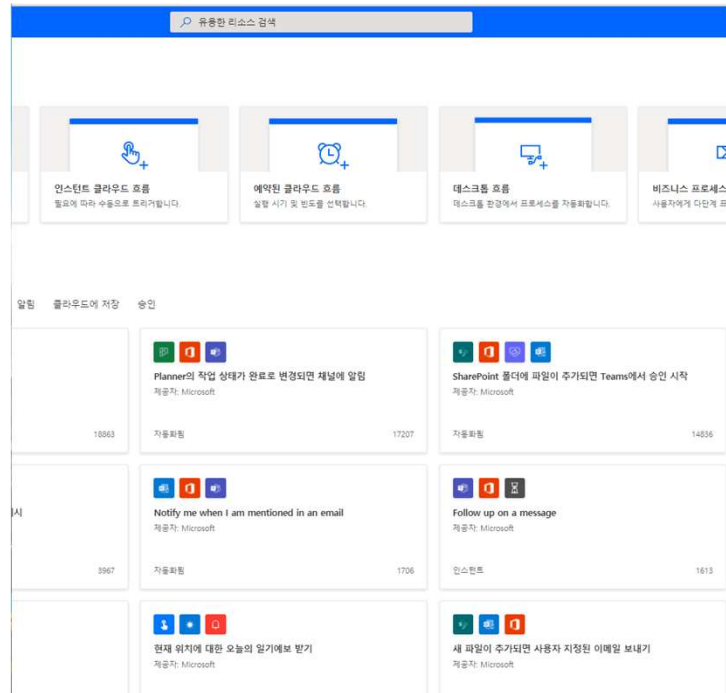 유용한 리소스 검색
인스턴트 클라우드 흐름
필요에 따라 수동으로 트리거합니다.
예약된 클라우드 흐름
실행 시기 및 빈도를 선택합니다.
데스크톱 흐름
데스크톱 환경에서 프로세스를 자동화합니다.
비즈니스 프로세스
사용자에게 다단계 프
알림 클라우드에 저장 승인
18863
Planner의 작업 상태가 완료로 변경되면 채널에 알림
제공자: Microsoft
자동화됨 17207
SharePoint 폴더에 파일이 추가되면 Teams에서 승인 시작
제공자: Microsoft
자동화됨 14836
시
3967
Notify me when I am mentioned in an email
제공자: Microsoft
자동화됨 1706
Follow up on a message
제공자: Microsoft
인스턴트 1613
현재 위치에 대한 오늘의 일기예보 받기
제공자: Microsoft
새 파일이 추가되면 사용자 지정된 이메일 보내기
제공자: Microsoft